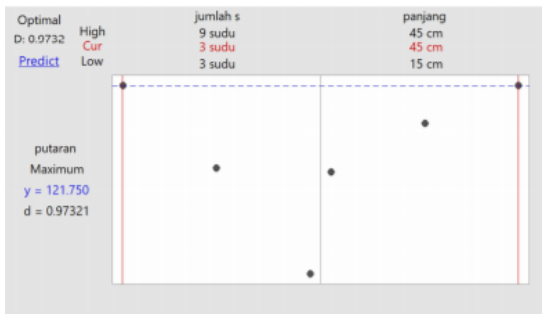 Optimal
D: 0.9732
Predict
High
Cur
Low
jumlah s
9 sudu
3 sudu
3 sudu
panjang
45 cm
45 cm
15 cm
putaran
Maximum
y = 121.750
d = 0.97321